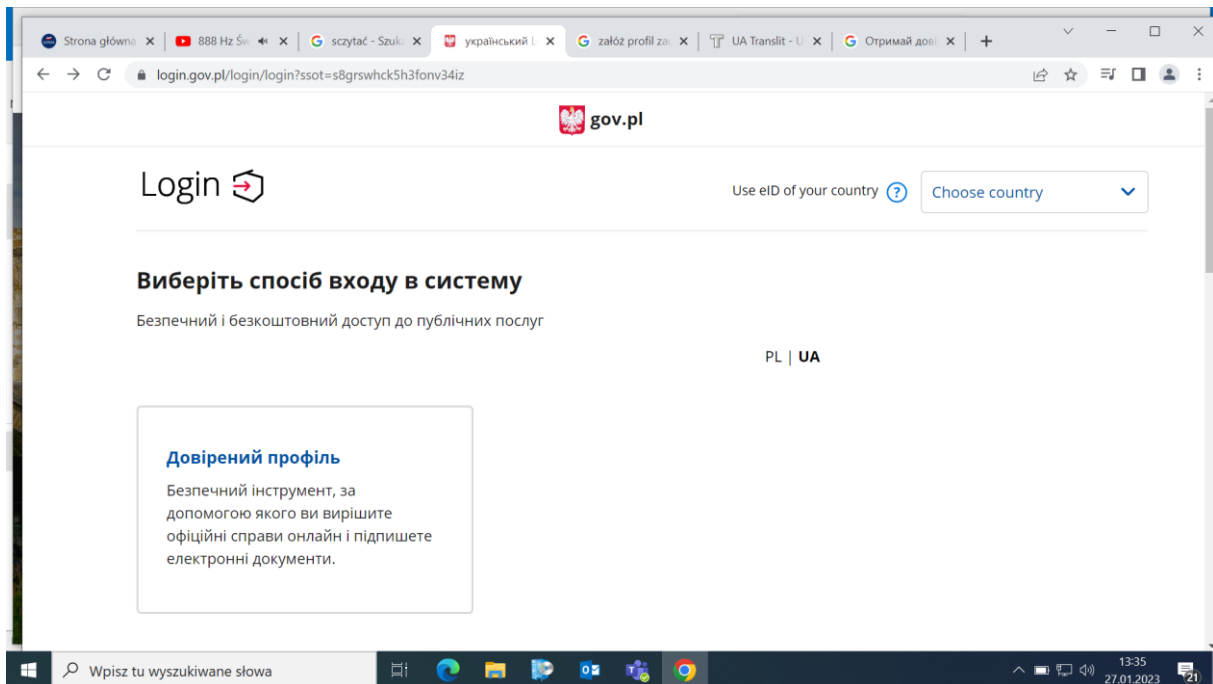 Strona główna
888 Hz Św
sczytać - Szuk
український L
załóż profil za
UA Translit - U
Отримай дові
login.gov.pl/login/login?ssot=s8grswhck5h3fonv34iz
gov.pl
Login
Use eID of your country ?
Choose country
Виберіть спосіб входу в систему
Безпечний і безкоштовний доступ до публічних послуг
PL | UA
Довірений профіль
Безпечний інструмент, за
допомогою якого ви вирішите
офіційні справи онлайн і підпишете
електронні документи.
Wpisz tu wyszukiwane słowa
13:35
27.01.2023
21